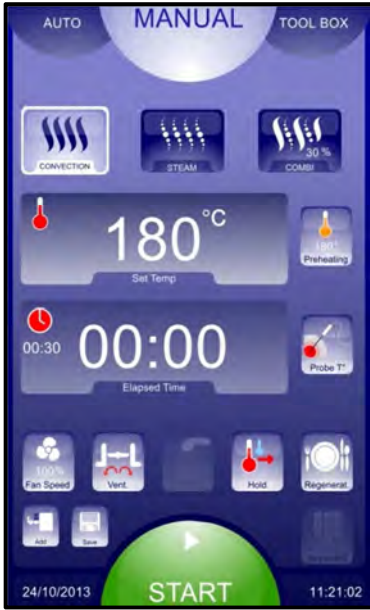 AUTO MANUAL TOOL BOX
CONVECTION
STEAM
30 %
COMBI
180°C
Set Temp
180°
Preheating
00:30
00:00
Elapsed Time
Probe T°
100%
Fan Speed
Vent.
Hold
Regenerat.
Add
Save
24/10/2013 START 11:21:02